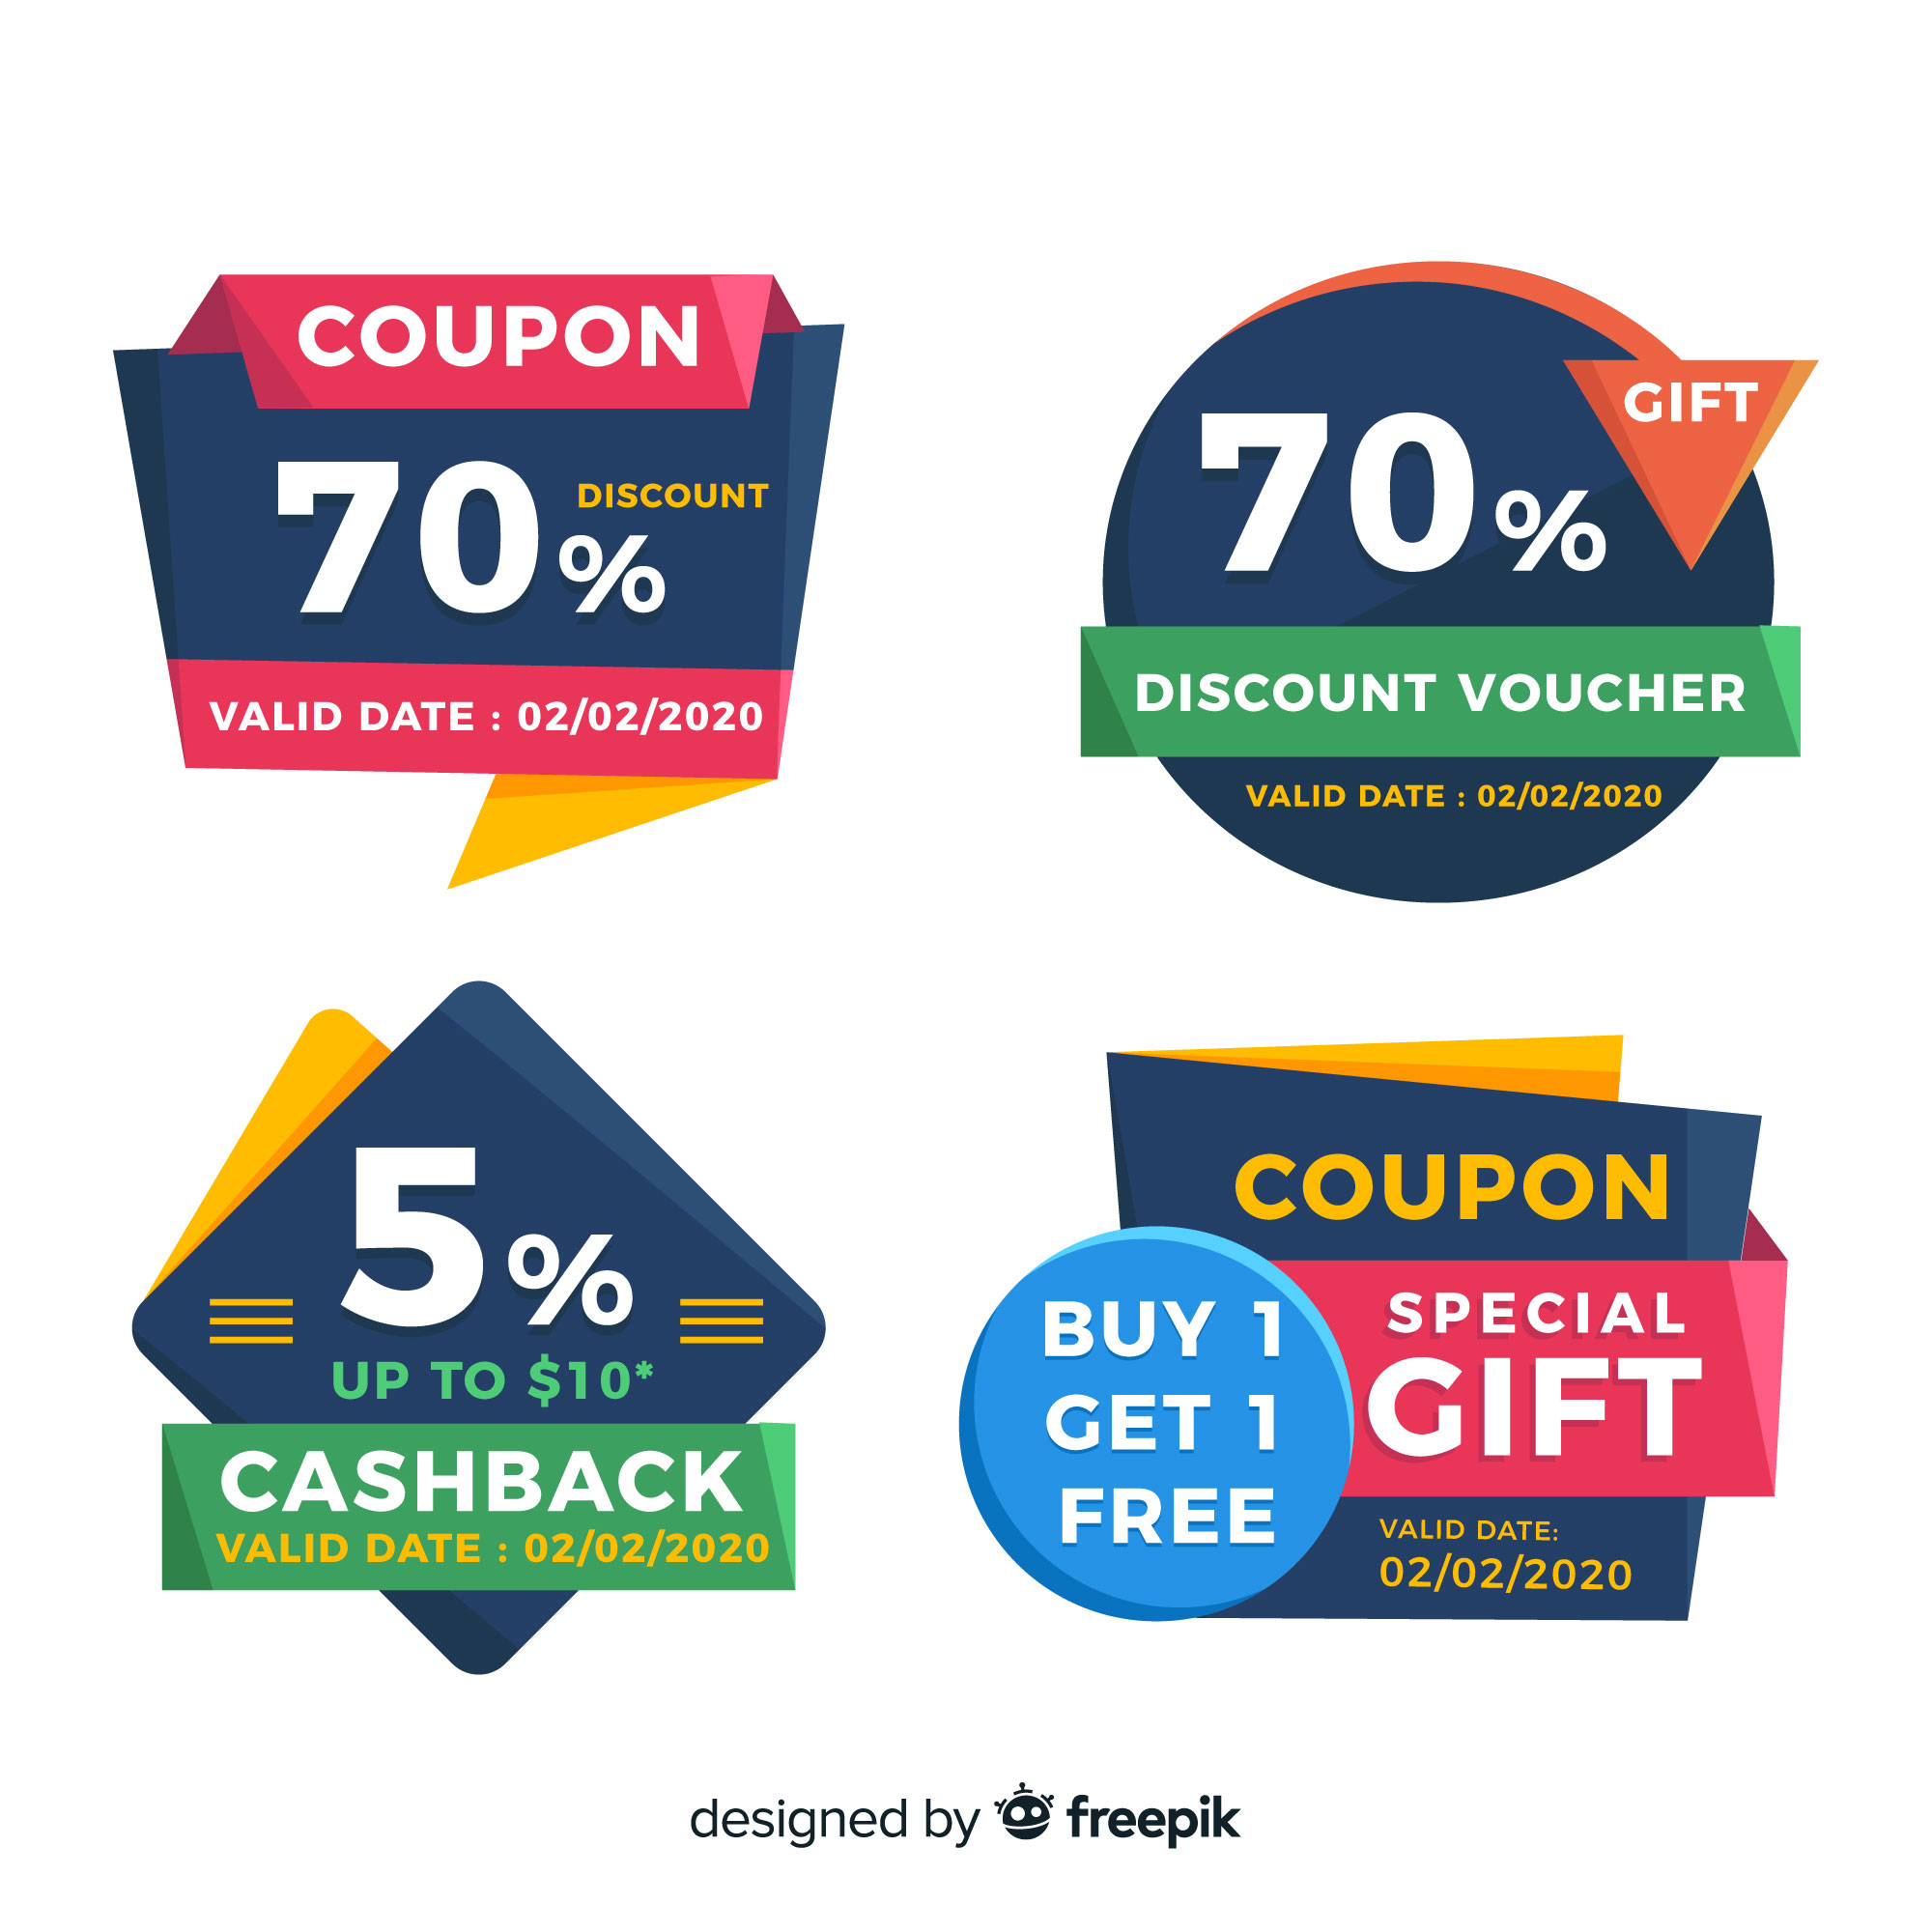 COUPON
70%
DISCOUNT
VALID DATE : 02/02/2020
GIFT
70%
DISCOUNT VOUCHER
VALID DATE : 02/02/2020
5%
UP TO $10*
CASHBACK
VALID DATE : 02/02/2020
COUPON
BUY 1
GET 1
FREE
SPECIAL
GIFT
VALID DATE:
02/02/2020
designed by freepik